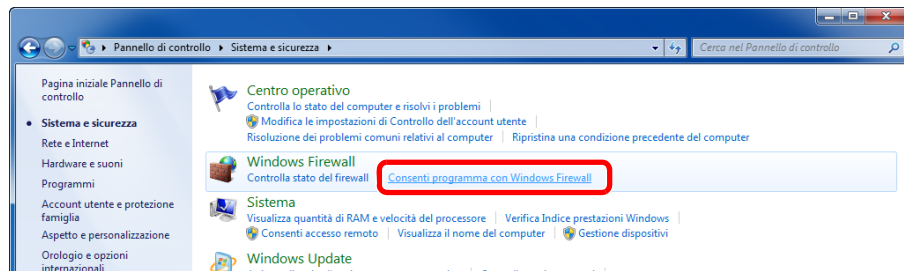 Pannello di controllo ▸ Sistema e sicurezza ▸
Cerca nel Pannello di controllo
Pagina iniziale Pannello di
controllo
Sistema e sicurezza
Rete e Internet
Hardware e suoni
Programmi
Account utente e protezione
famiglia
Aspetto e personalizzazione
Orologio e opzioni
internazionali
Centro operativo
Controlla lo stato del computer e risolvi i problemi
Modifica le impostazioni di Controllo dell'account utente
Risoluzione dei problemi comuni relativi al computer Ripristina una condizione precedente del computer
Windows Firewall
Controlla stato del firewall Consenti programma con Windows Firewall
Sistema
Visualizza quantità di RAM e velocità del processore Verifica Indice prestazioni Windows
Consenti accesso remoto Visualizza il nome del computer Gestione dispositivi
Windows Update